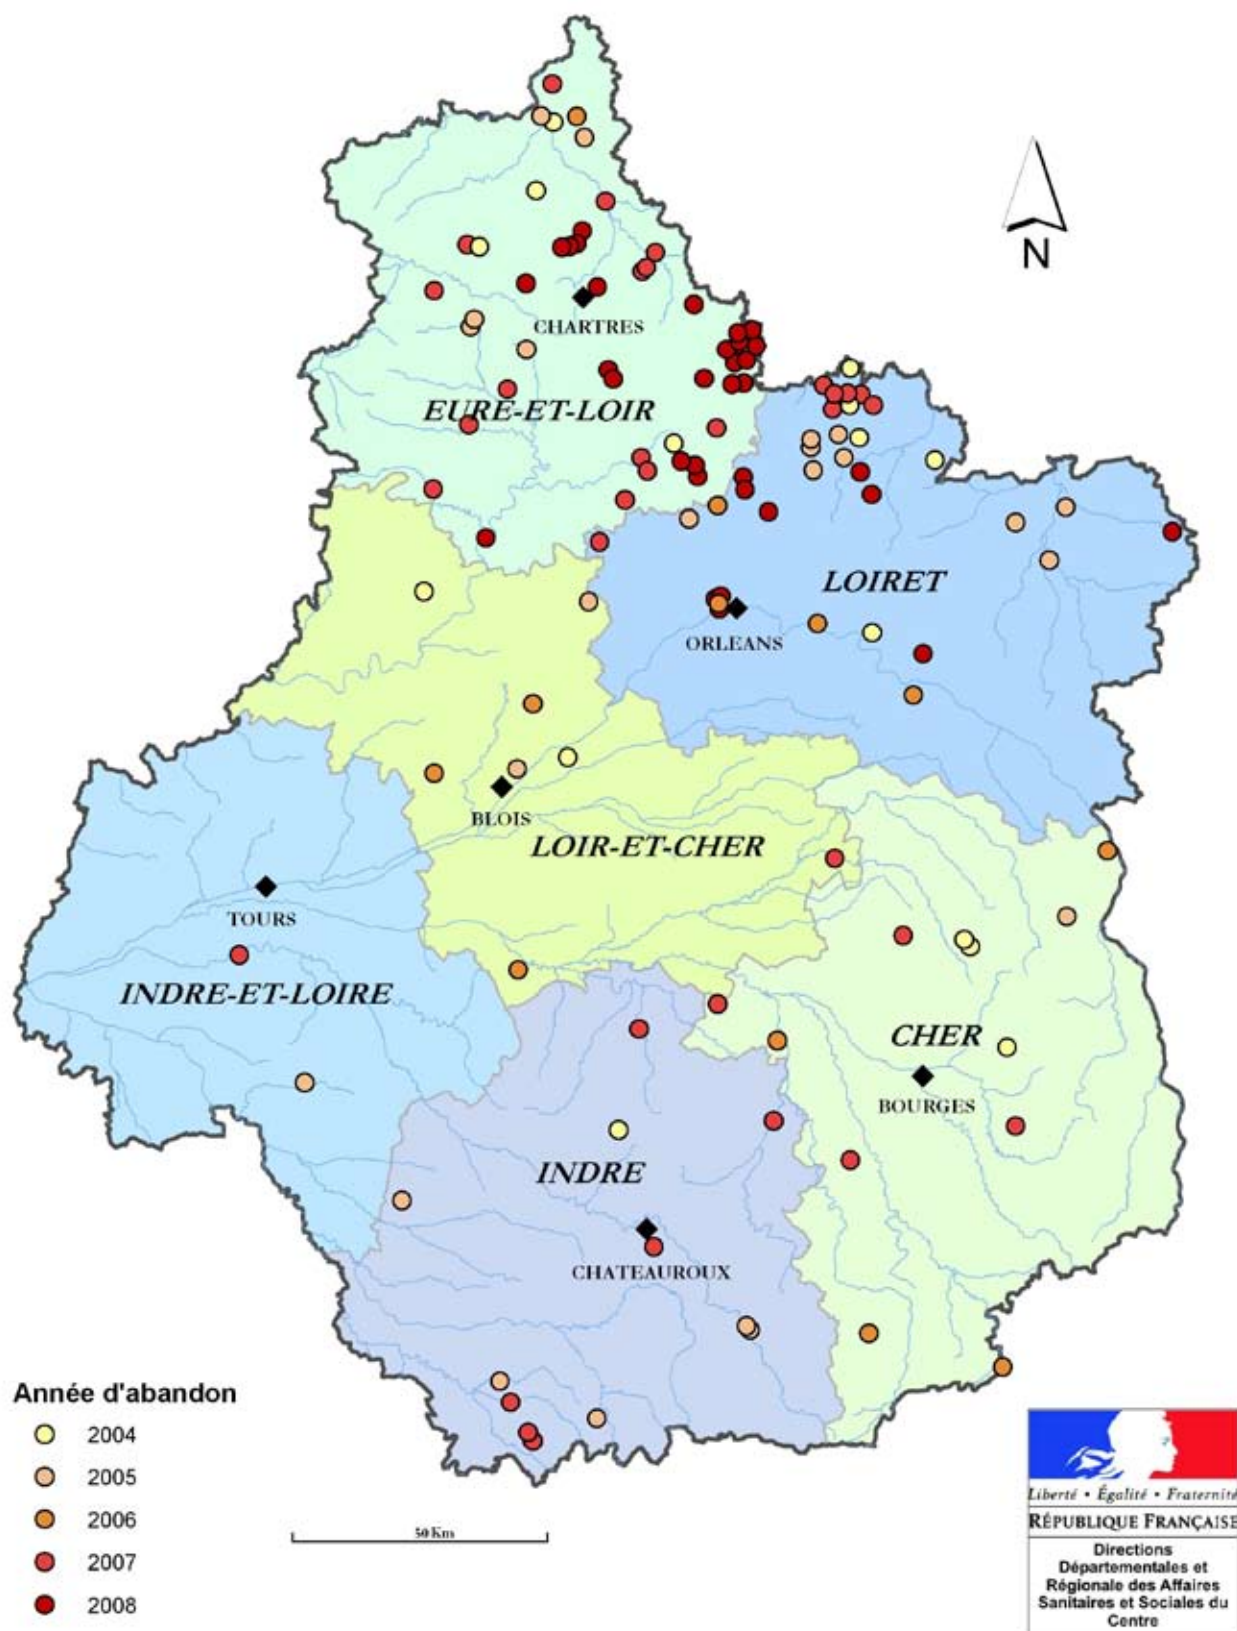 N
CHARTRES
EURE-ET-LOIR
LOIRET
ORLEANS
BLOIS
LOIR-ET-CHER
TOURS
INDRE-ET-LOIRE
CHER
BOURGES
INDRE
CHATEAUROUX
Année d'abandon
2004
2005
2006
2007
2008
50 Km
Liberté • Égalité • Fraternité
RÉPUBLIQUE FRANÇAISE
Directions
Départementales et
Régionale des Affaires
Sanitaires et Sociales du
Centre